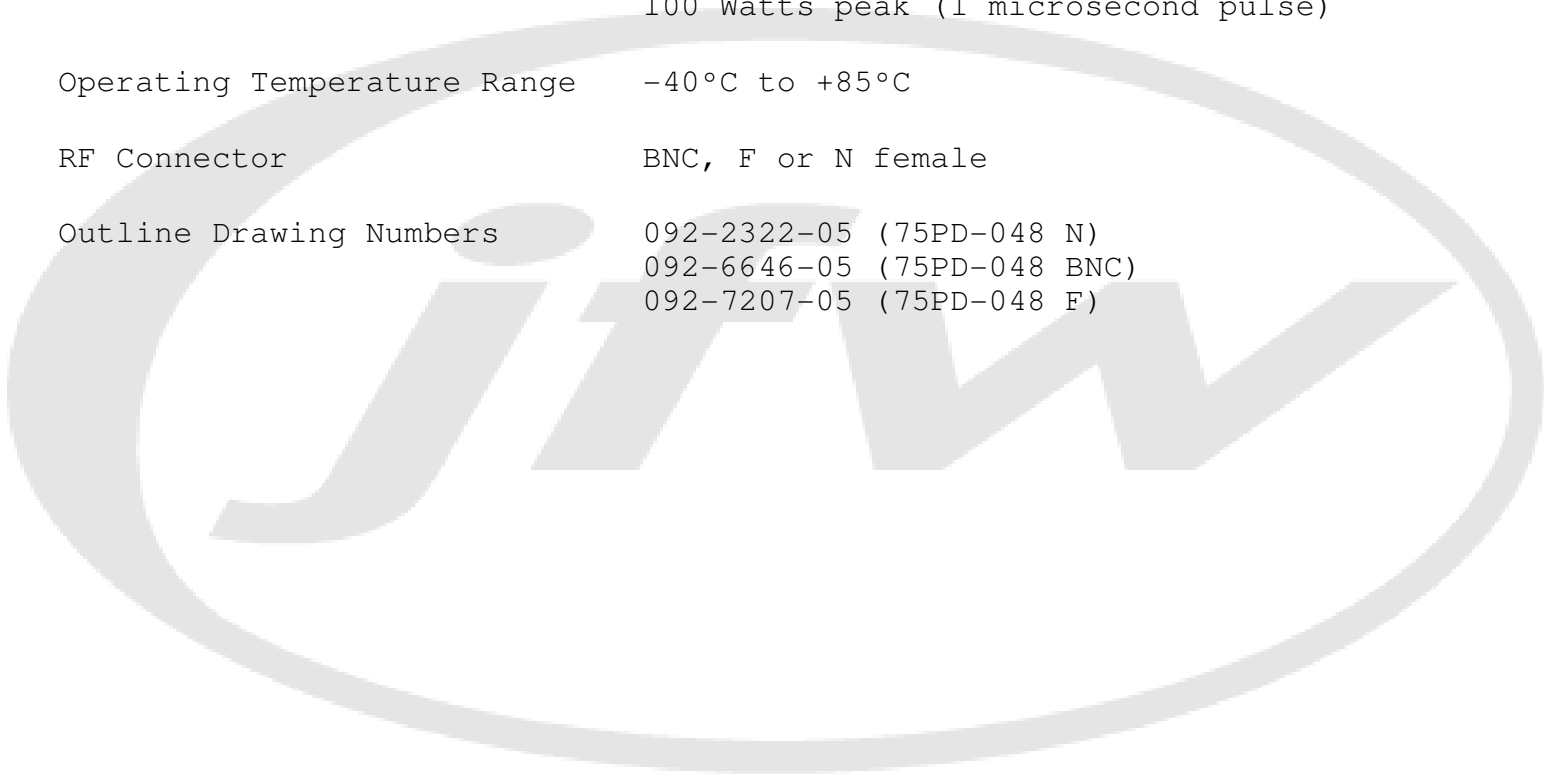 100 Watts peak (1 microsecond pulse)
Operating Temperature Range -40°C to +85°C
RF Connector BNC, F or N female
Outline Drawing Numbers 092-2322-05 (75PD-048 N)
092-6646-05 (75PD-048 BNC)
092-7207-05 (75PD-048 F)
jfw